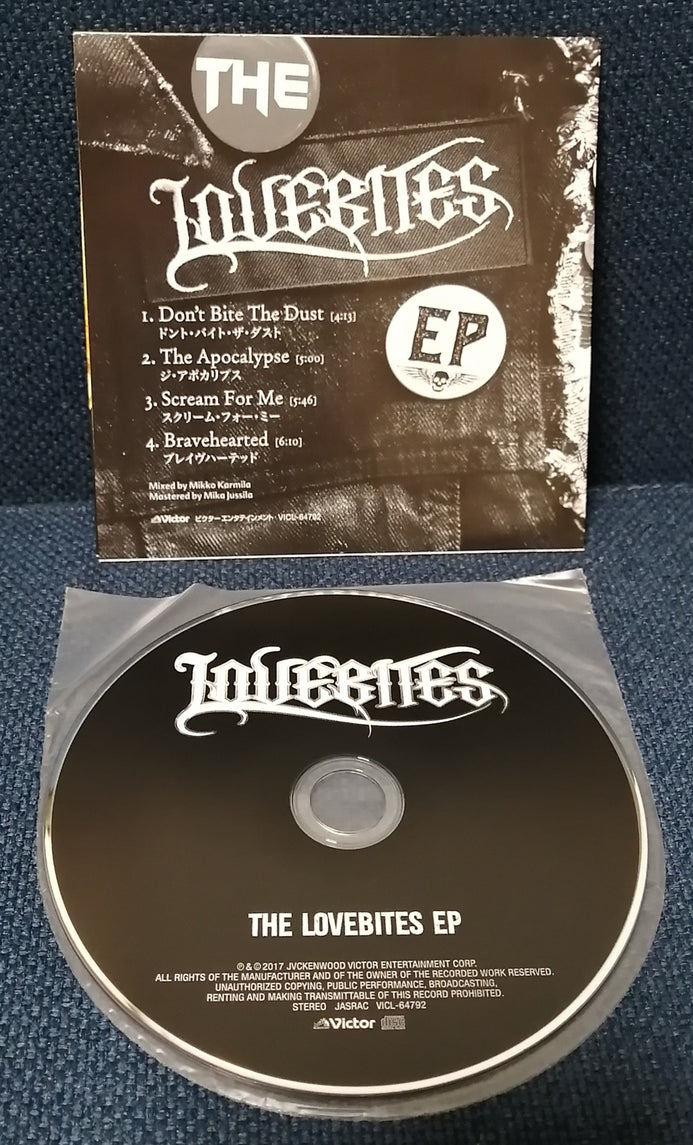 THE
LOVEBITES
EP
1. Don't Bite The Dust [4:13]
ドント・バイト・ザ・ダスト
2. The Apocalypse [5:00]
ジ・アポカリプス
3. Scream For Me [5:46]
スクリーム・フォー・ミー
4. Bravehearted [6:10]
ブレイヴハーテッド
Mixed by Mikko Karmila
Mastered by Mika Jussila
Victor ビクターエンタテインメント・VICL-64792
LOVEBITES
THE LOVEBITES EP
℗ & © 2017 JVCKENWOOD VICTOR ENTERTAINMENT CORP.
ALL RIGHTS OF THE MANUFACTURER AND OF THE OWNER OF THE RECORDED WORK RESERVED.
UNAUTHORIZED COPYING, PUBLIC PERFORMANCE, BROADCASTING,
RENTING AND MAKING TRANSMITTABLE OF THIS RECORD PROHIBITED.
STEREO JASRAC VICL-64792
Victor